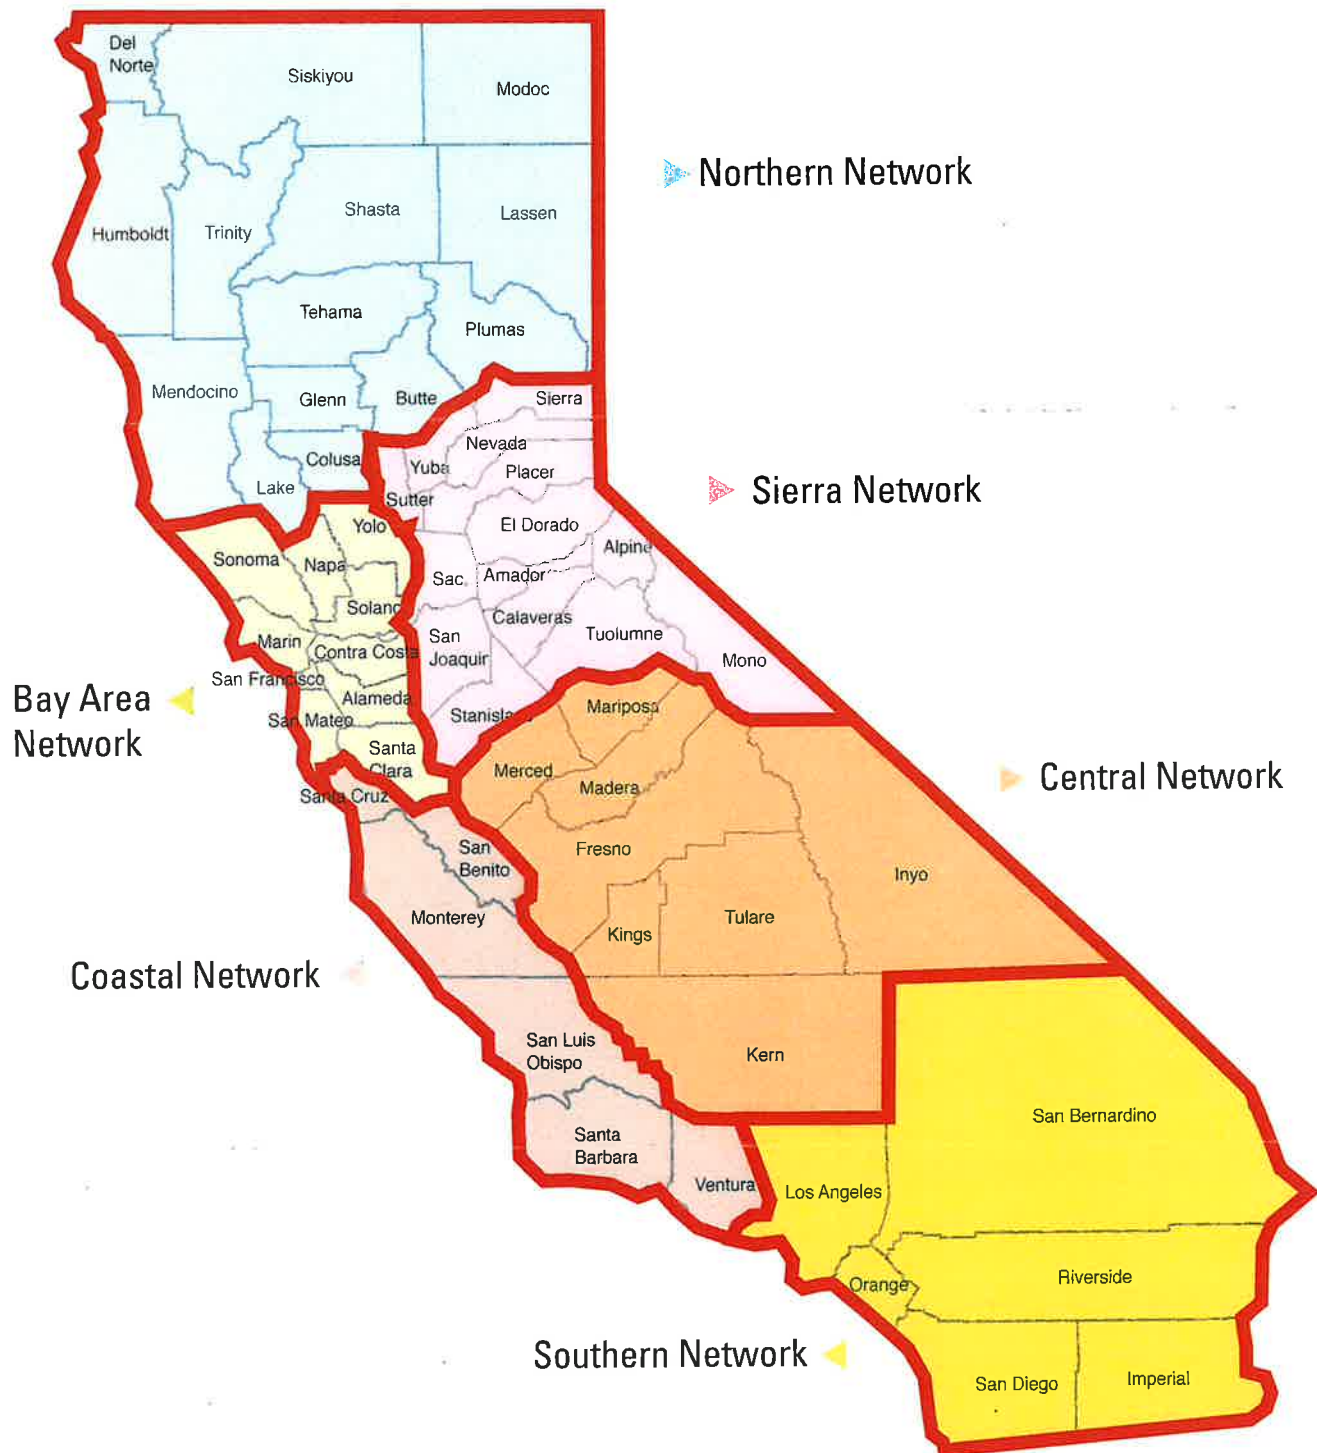 Del
Norte
Siskiyou
Modoc
Northern Network
Humboldt
Trinity
Shasta
Lassen
Tehama
Plumas
Mendocino
Glenn
Butte
Sierra
Colusa
Lake
Nevada
Yuba
Placer
Sutter
Sierra Network
Yolo
El Dorado
Sonoma
Napa
Alpine
Sac.
Amador
Solano
Calaveras
Marin
Contra Costa
San
Joaquin
Tuolumne
Mono
San Francisco
Alameda
Bay Area
Network
San Mateo
Stanislaus
Mariposa
Santa
Clara
Merced
Madera
Central Network
Santa Cruz
San
Benito
Fresno
Inyo
Monterey
Kings
Tulare
Coastal Network
San Luis
Obispo
Kern
San Bernardino
Santa
Barbara
Ventura
Los Angeles
Orange
Riverside
Southern Network
San Diego
Imperial